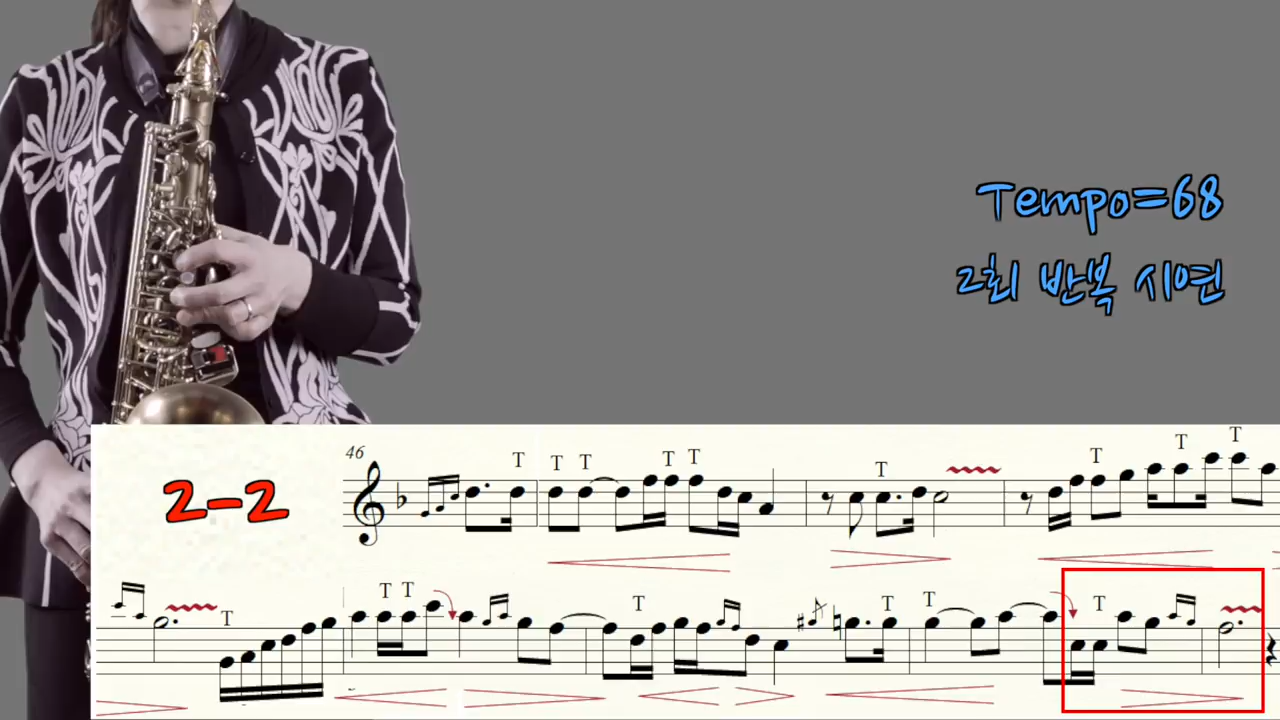 Tempo=68
2회 반복 시연
2-2
46
T T T T T T T T T
T T T T T T T